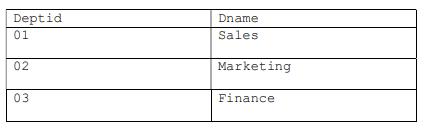 Deptid Dname
01 Sales
02 Marketing
03 Finance